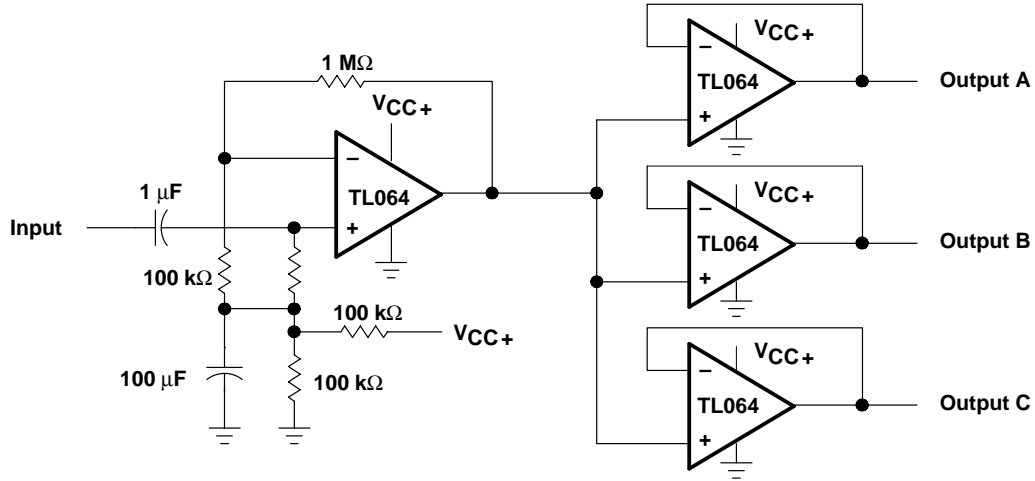 1 MΩ
VCC+
−
TL064
+
1 μF
Input
100 kΩ
100 kΩ
VCC+
100 μF
100 kΩ
VCC+
−
TL064
+
Output A
VCC+
−
TL064
+
Output B
VCC+
−
TL064
+
Output C